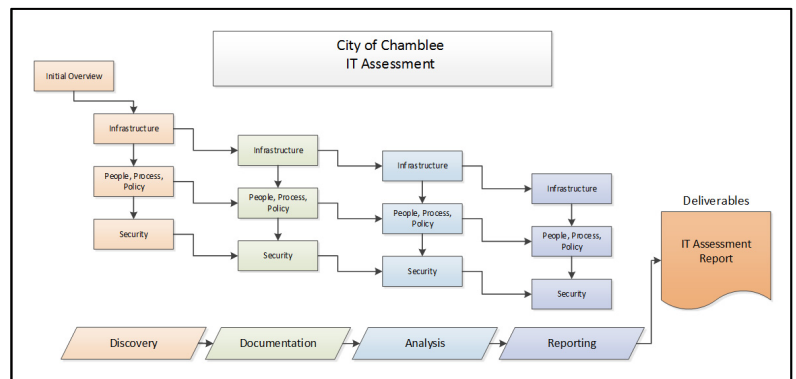 City of Chamblee
IT Assessment
Initial Overview
Infrastructure
People, Process,
Policy
Security
Infrastructure
People, Process,
Policy
Security
Infrastructure
People, Process,
Policy
Security
Infrastructure
People, Process,
Policy
Security
Deliverables
IT Assessment
Report
Discovery
Documentation
Analysis
Reporting